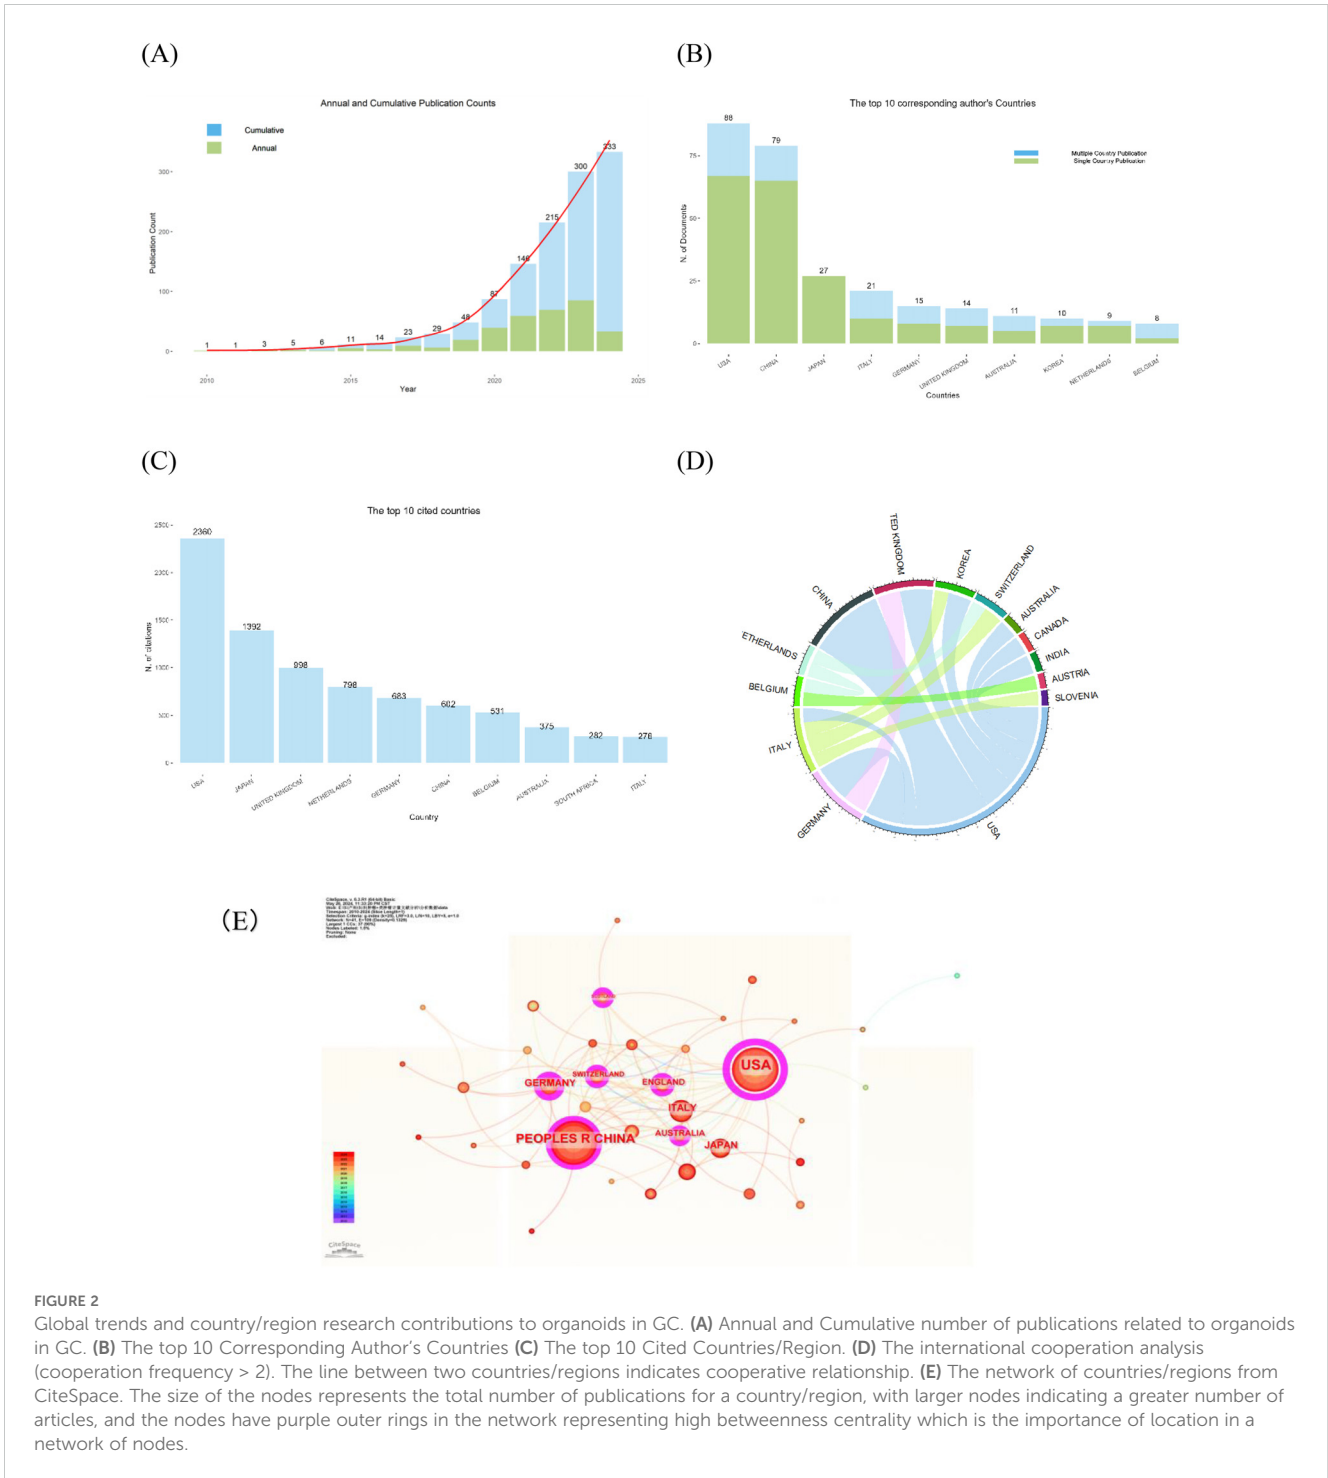 (A)
Annual and Cumulative Publication Counts
Cumulative
Annual
Publication Count
300
200
100
0
1
1
3
5
6
11
14
23
29
48
87
146
215
300
333
2010
2015
2020
2025
Year
(B)
The top 10 corresponding author's Countries
Multiple Country Publication
Single Country Publication
N. of Documents
75
50
25
0
88
79
27
21
15
14
11
10
9
8
USA
CHINA
JAPAN
ITALY
GERMANY
UNITED KINGDOM
AUSTRALIA
KOREA
NETHERLANDS
BELGIUM
Countries
(C)
The top 10 cited countries
N. of citations
2360
1392
998
798
683
602
531
375
282
276
USA
JAPAN
UNITED KINGDOM
NETHERLANDS
GERMANY
CHINA
BELGIUM
AUSTRALIA
SOUTH AFRICA
ITALY
Country
(D)
TED KINGDOM
KOREA
SWITZERLAND
AUSTRALIA
CANADA
INDIA
AUSTRIA
SLOVENIA
USA
GERMANY
ITALY
BELGIUM
ETHERLANDS
CHINA
(E)
USA
SWITZERLAND
GERMANY
ENGLAND
ITALY
PEOPLES R CHINA
AUSTRALIA
JAPAN
CiteSpace
FIGURE 2
Global trends and country/region research contributions to organoids in GC. (A) Annual and Cumulative number of publications related to organoids
in GC. (B) The top 10 Corresponding Author's Countries (C) The top 10 Cited Countries/Region. (D) The international cooperation analysis
(cooperation frequency > 2). The line between two countries/regions indicates cooperative relationship. (E) The network of countries/regions from
CiteSpace. The size of the nodes represents the total number of publications for a country/region, with larger nodes indicating a greater number of
articles, and the nodes have purple outer rings in the network representing high betweenness centrality which is the importance of location in a
network of nodes.